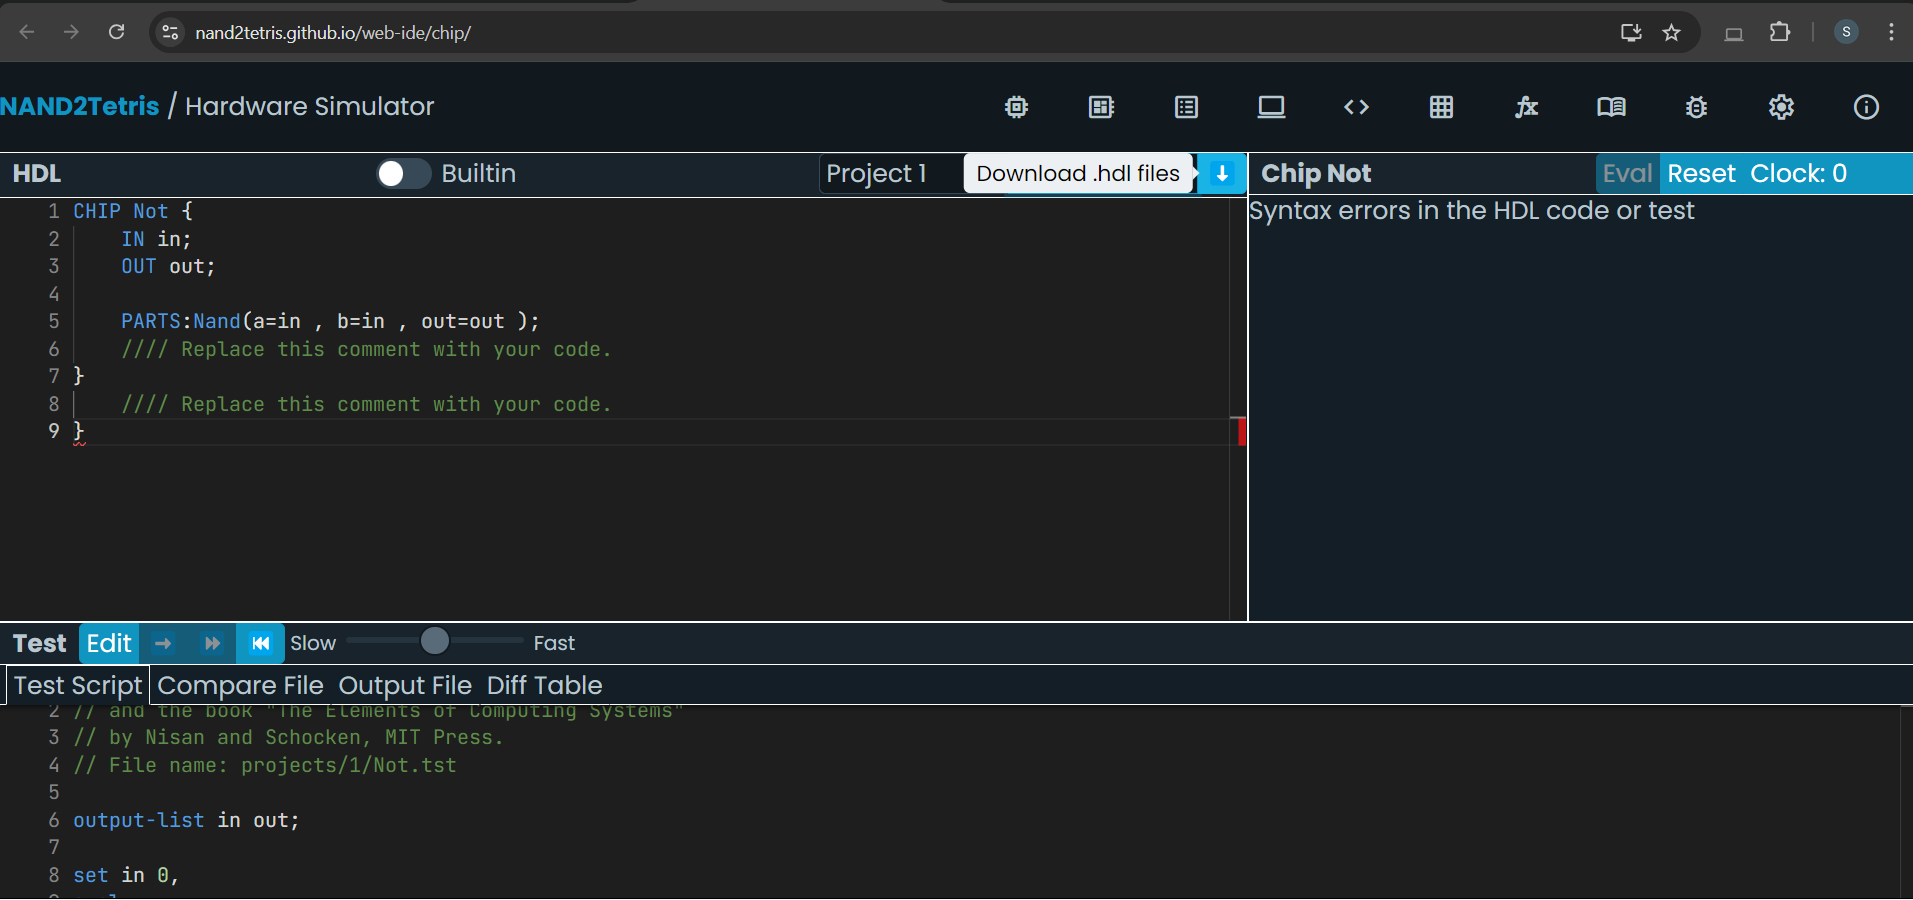 nand2tetris.github.io/web-ide/chip/
S
NAND2Tetris / Hardware Simulator
HDL
Builtin
Project 1
Download .hdl files
Chip Not
Eval
Reset
Clock: 0
1 CHIP Not {
2 IN in;
3 OUT out;
4
5 PARTS:Nand(a=in , b=in , out=out );
6 //// Replace this comment with your code.
7 }
8 //// Replace this comment with your code.
9 }
Syntax errors in the HDL code or test
Test
Edit
Slow
Fast
Test Script
Compare File
Output File
Diff Table
2 // and the book "The Elements of Computing Systems"
3 // by Nisan and Schocken, MIT Press.
4 // File name: projects/1/Not.tst
5
6 output-list in out;
7
8 set in 0,